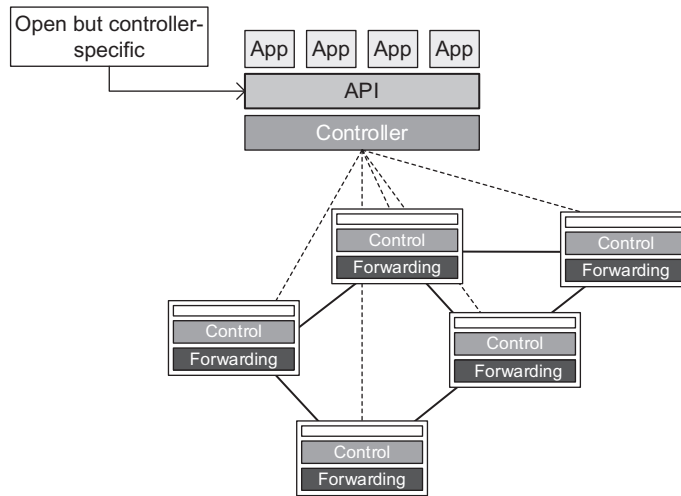 Open but controller-
specific
App App App App
API
Controller
Control
Forwarding
Control
Forwarding
Control
Forwarding
Control
Forwarding
Control
Forwarding